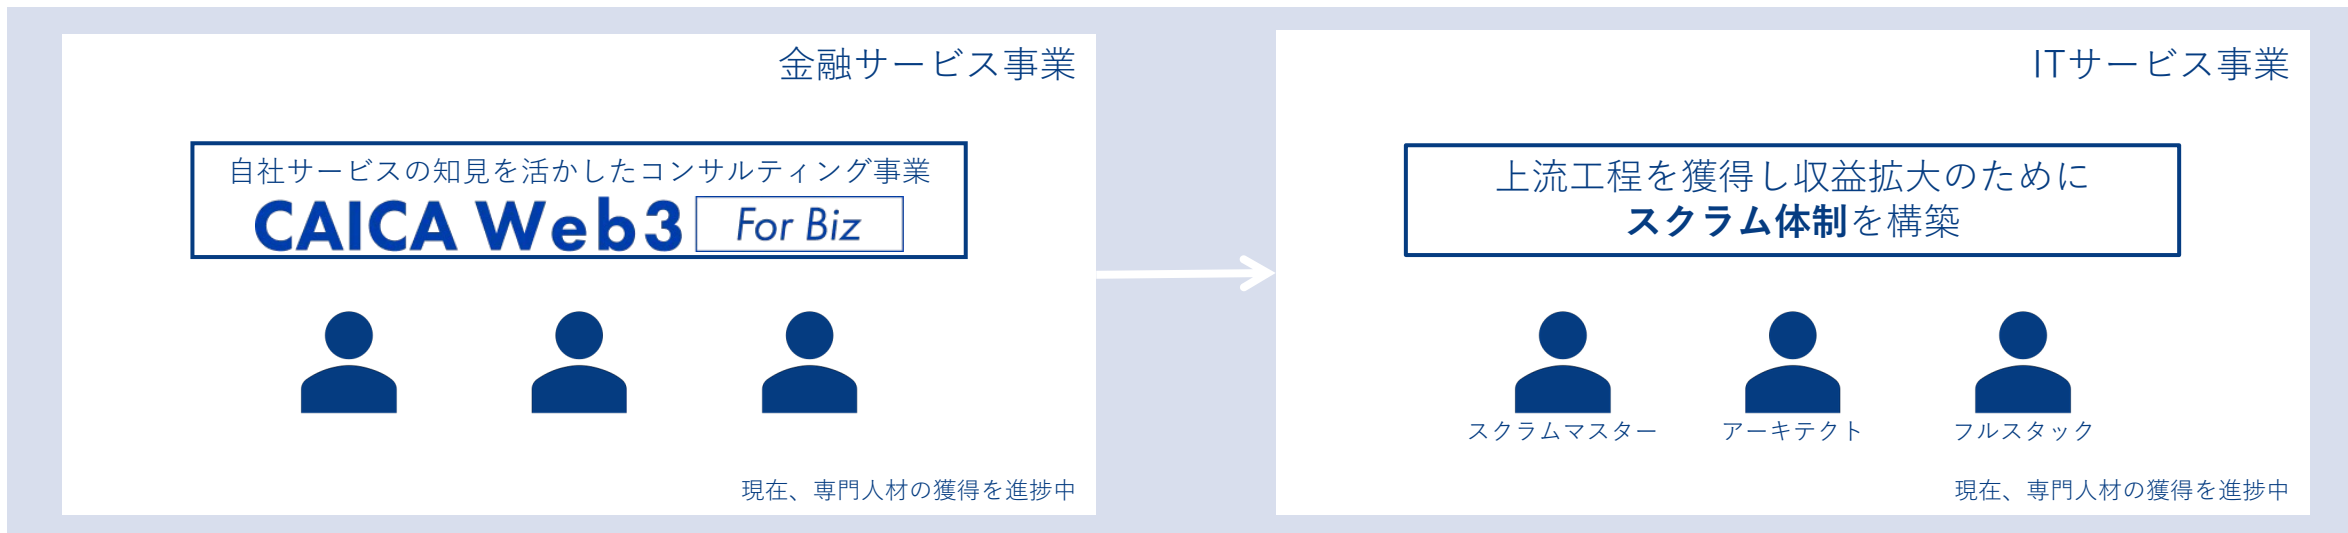 金融サービス事業
自社サービスの知見を活かしたコンサルティング事業
CAICA Web3 For Biz
現在、専門人材の獲得を進捗中
ITサービス事業
上流工程を獲得し収益拡大のために
スクラム体制を構築
スクラムマスター
アーキテクト
フルスタック
現在、専門人材の獲得を進捗中